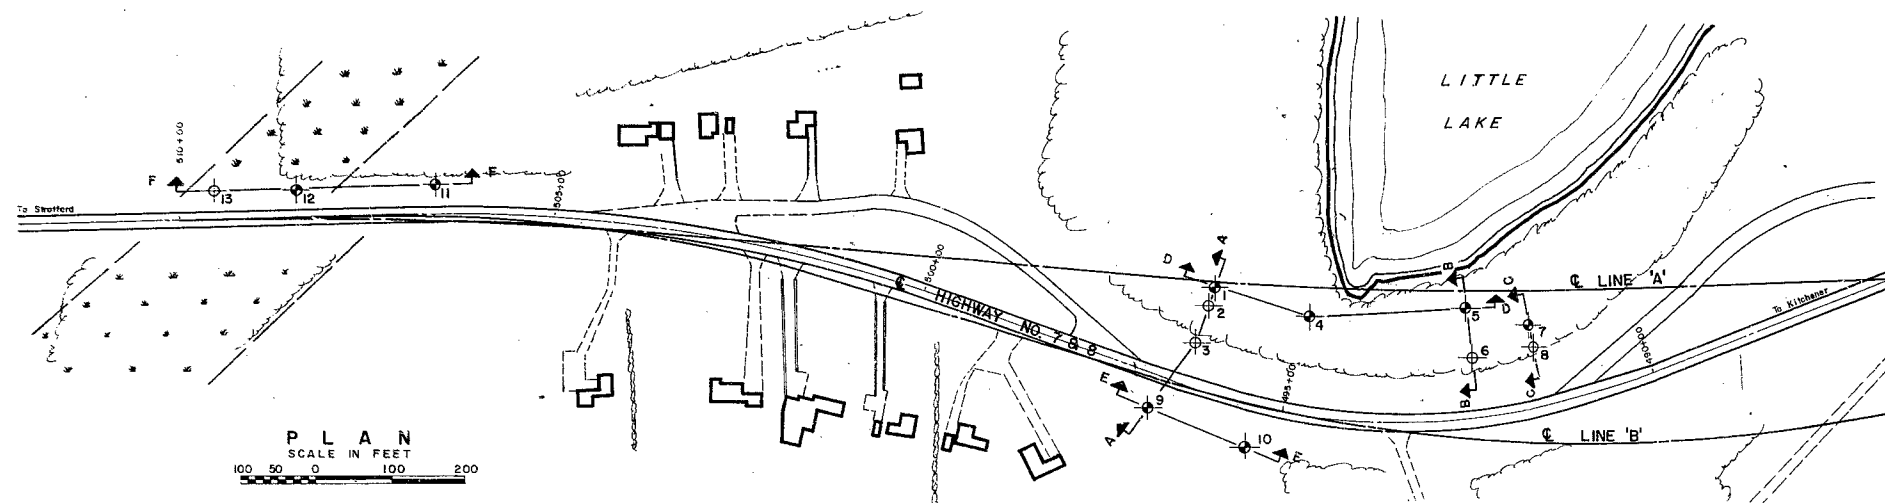 LITTLE
LAKE
510+00
F
F
13
12
11
To Stratford
505+00
500+00
℄
HIGHWAY NO. 7 & 8
D
A
1
2
3
4
B
C
℄ LINE 'A'
D
5
6
7
8
To Kitchener
490+00
495+00
E
9
A
10
E
B
C
℄ LINE 'B'
PLAN
SCALE IN FEET
100 50 0 100 200